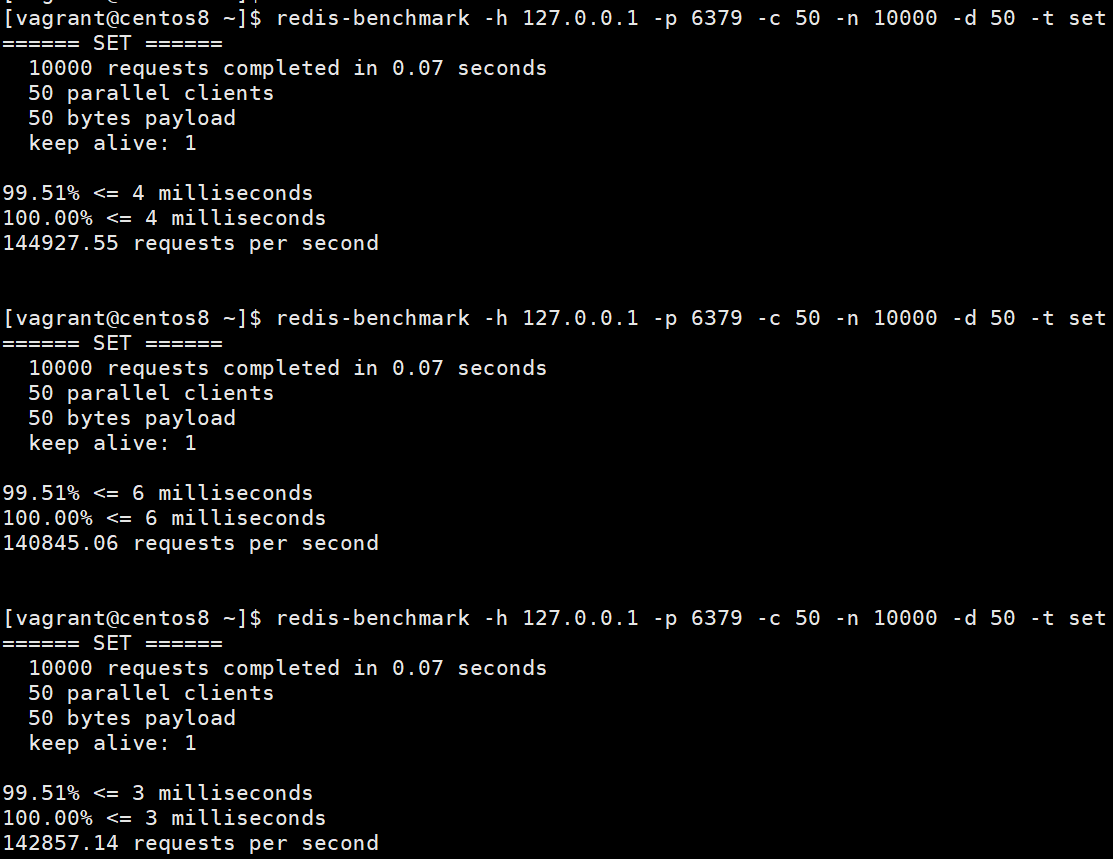 [vagrant@centos8 ~]$ redis-benchmark -h 127.0.0.1 -p 6379 -c 50 -n 10000 -d 50 -t set
====== SET ======
  10000 requests completed in 0.07 seconds
  50 parallel clients
  50 bytes payload
  keep alive: 1

99.51% <= 4 milliseconds
100.00% <= 4 milliseconds
144927.55 requests per second


[vagrant@centos8 ~]$ redis-benchmark -h 127.0.0.1 -p 6379 -c 50 -n 10000 -d 50 -t set
====== SET ======
  10000 requests completed in 0.07 seconds
  50 parallel clients
  50 bytes payload
  keep alive: 1

99.51% <= 6 milliseconds
100.00% <= 6 milliseconds
140845.06 requests per second


[vagrant@centos8 ~]$ redis-benchmark -h 127.0.0.1 -p 6379 -c 50 -n 10000 -d 50 -t set
====== SET ======
  10000 requests completed in 0.07 seconds
  50 parallel clients
  50 bytes payload
  keep alive: 1

99.51% <= 3 milliseconds
100.00% <= 3 milliseconds
142857.14 requests per second